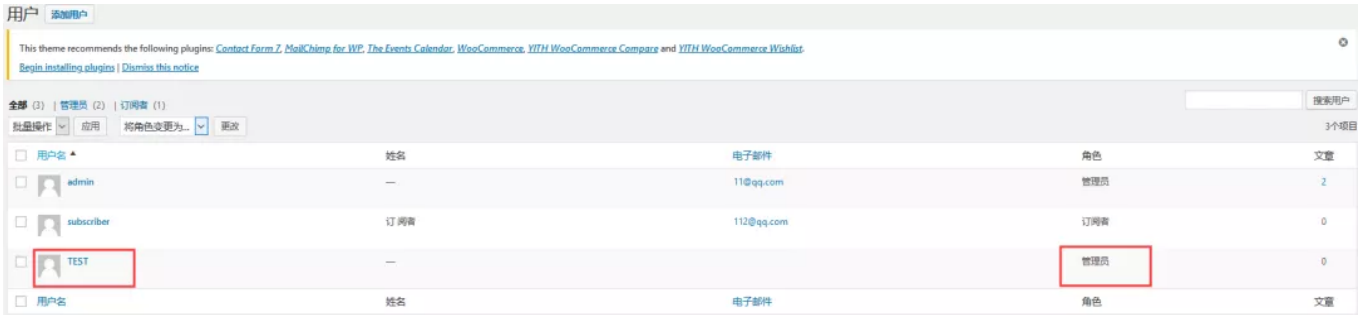 用户 添加用户
This theme recommends the following plugins: Contact Form 7, MailChimp for WP, The Events Calendar, WooCommerce, YITH WooCommerce Compare and YITH WooCommerce Wishlist.
Begin installing plugins | Dismiss this notice
全部 (3) | 管理员 (2) | 订阅者 (1)
搜索用户
批量操作 应用 将角色变更为... 更改
3个项目
用户名 姓名 电子邮件 角色 文章
admin — 11@qq.com 管理员 2
subscriber 订阅者 112@qq.com 订阅者 0
TEST — 管理员 0
用户名 姓名 电子邮件 角色 文章